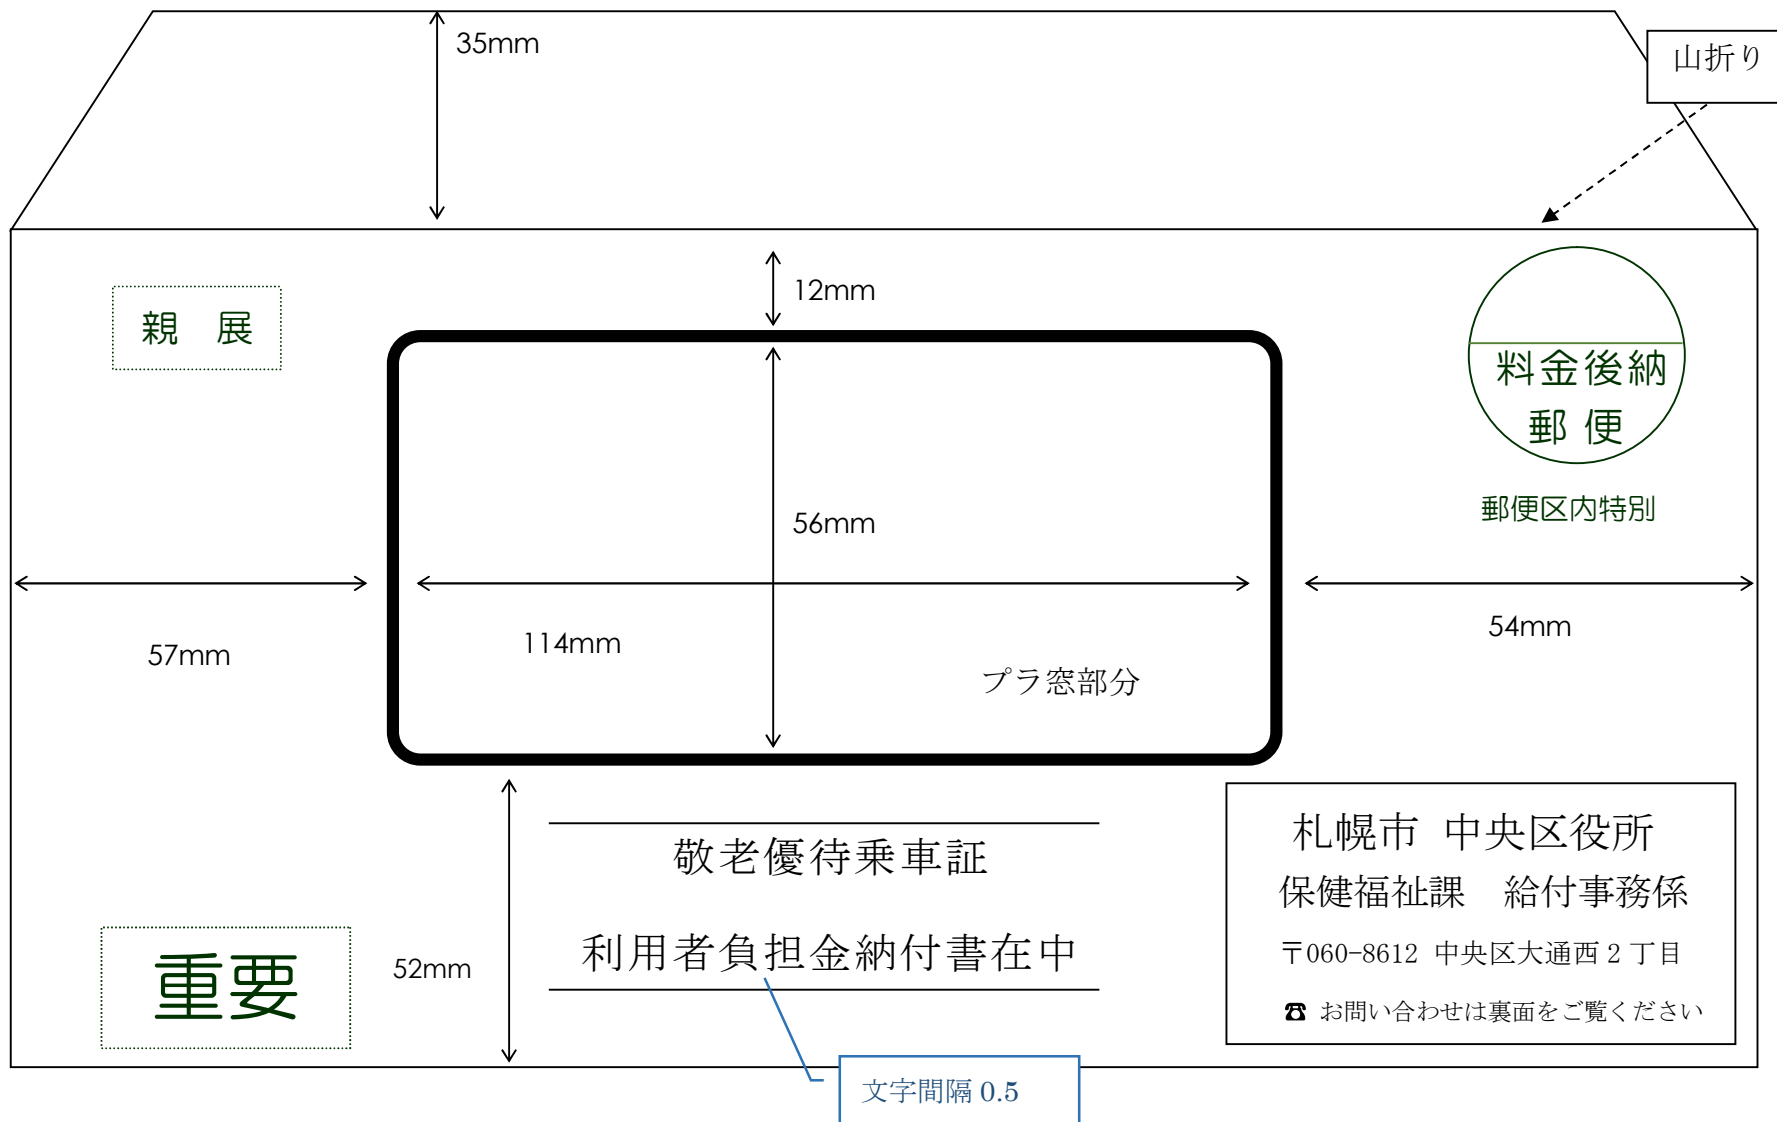 35mm
山折り
12mm
親　展
料金後納
郵 便
郵便区内特別
56mm
57mm
114mm
54mm
プラ窓部分
敬老優待乗車証
利用者負担金納付書在中
52mm
重要
札幌市 中央区役所
保健福祉課　給付事務係
〒060-8612 中央区大通西２丁目
☎ お問い合わせは裏面をご覧ください
文字間隔 0.5